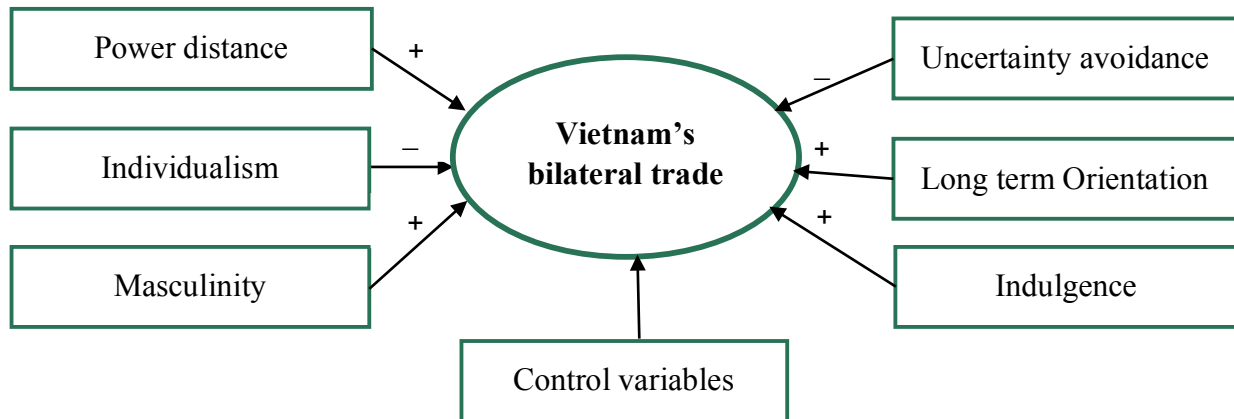 Power distance
+
Individualism
–
Masculinity
+
Vietnam’s
bilateral trade
Uncertainty avoidance
–
Long term Orientation
+
Indulgence
+
Control variables